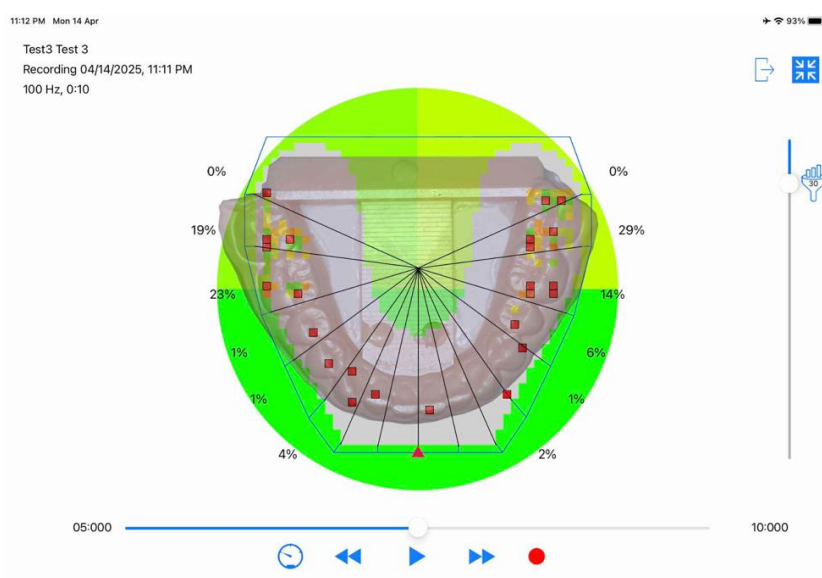 11:12 PM Mon 14 Apr
93%
Test3 Test 3
Recording 04/14/2025, 11:11 PM
100 Hz, 0:10
30
0% 0%
19% 29%
23% 14%
1% 6%
1% 1%
4% 2%
05:000 10:000